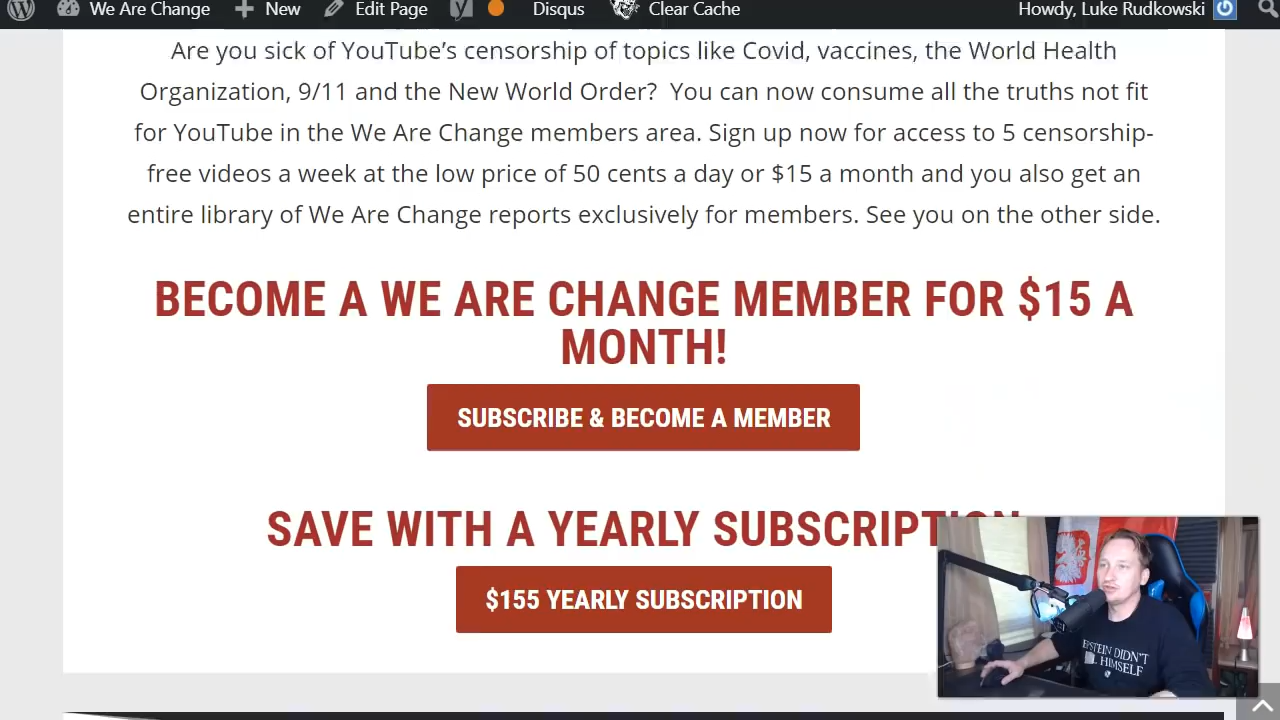 We Are Change New Edit Page Disqus Clear Cache Howdy, Luke Rudkowski
Are you sick of YouTube's censorship of topics like Covid, vaccines, the World Health
Organization, 9/11 and the New World Order? You can now consume all the truths not fit
for YouTube in the We Are Change members area. Sign up now for access to 5 censorship-
free videos a week at the low price of 50 cents a day or $15 a month and you also get an
entire library of We Are Change reports exclusively for members. See you on the other side.
BECOME A WE ARE CHANGE MEMBER FOR $15 A
MONTH!
SUBSCRIBE & BECOME A MEMBER
SAVE WITH A YEARLY SUBSCRIPTION
$155 YEARLY SUBSCRIPTION
EPSTEIN DIDN'T
HIMSELF